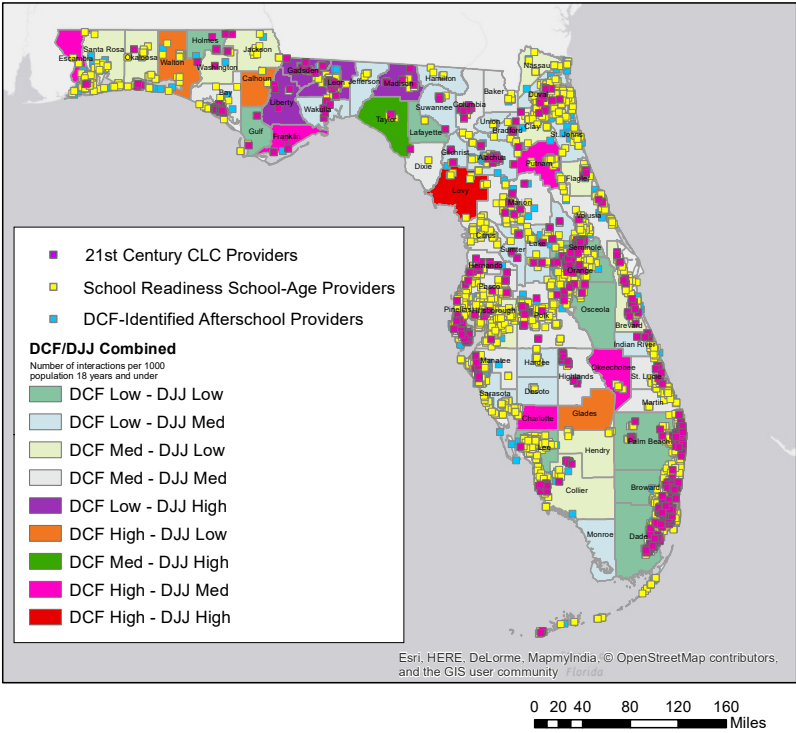 Holmes
Santa Rosa
Okaloosa
Walton
Jackson
Escambia
Washington
Gadsden
Calhoun
Bay
Leon
Jefferson
Madison
Hamilton
Nassau
Liberty
Wakulla
Suwannee
Columbia
Baker
Duval
Gulf
Franklin
Taylor
Lafayette
Union
Bradford
Clay
St. Johns
Gilchrist
Alachua
Putnam
Dixie
Flagler
Levy
Marion
Volusia
Citrus
Sumter
Lake
Seminole
Hernando
Orange
Pasco
Pinellas
Hillsborough
Polk
Osceola
Brevard
Indian River
Manatee
Hardee
Okeechobee
Highlands
St. Lucie
Sarasota
Desoto
Martin
Charlotte
Glades
Lee
Hendry
Palm Beach
Collier
Broward
Monroe
Dade
21st Century CLC Providers
School Readiness School-Age Providers
DCF-Identified Afterschool Providers
DCF/DJJ Combined
Number of interactions per 1000
population 18 years and under
DCF Low - DJJ Low
DCF Low - DJJ Med
DCF Med - DJJ Low
DCF Med - DJJ Med
DCF Low - DJJ High
DCF High - DJJ Low
DCF Med - DJJ High
DCF High - DJJ Med
DCF High - DJJ High
Esri, HERE, DeLorme, MapmyIndia, © OpenStreetMap contributors,
and the GIS user community
Florida
0 20 40 80 120 160
Miles